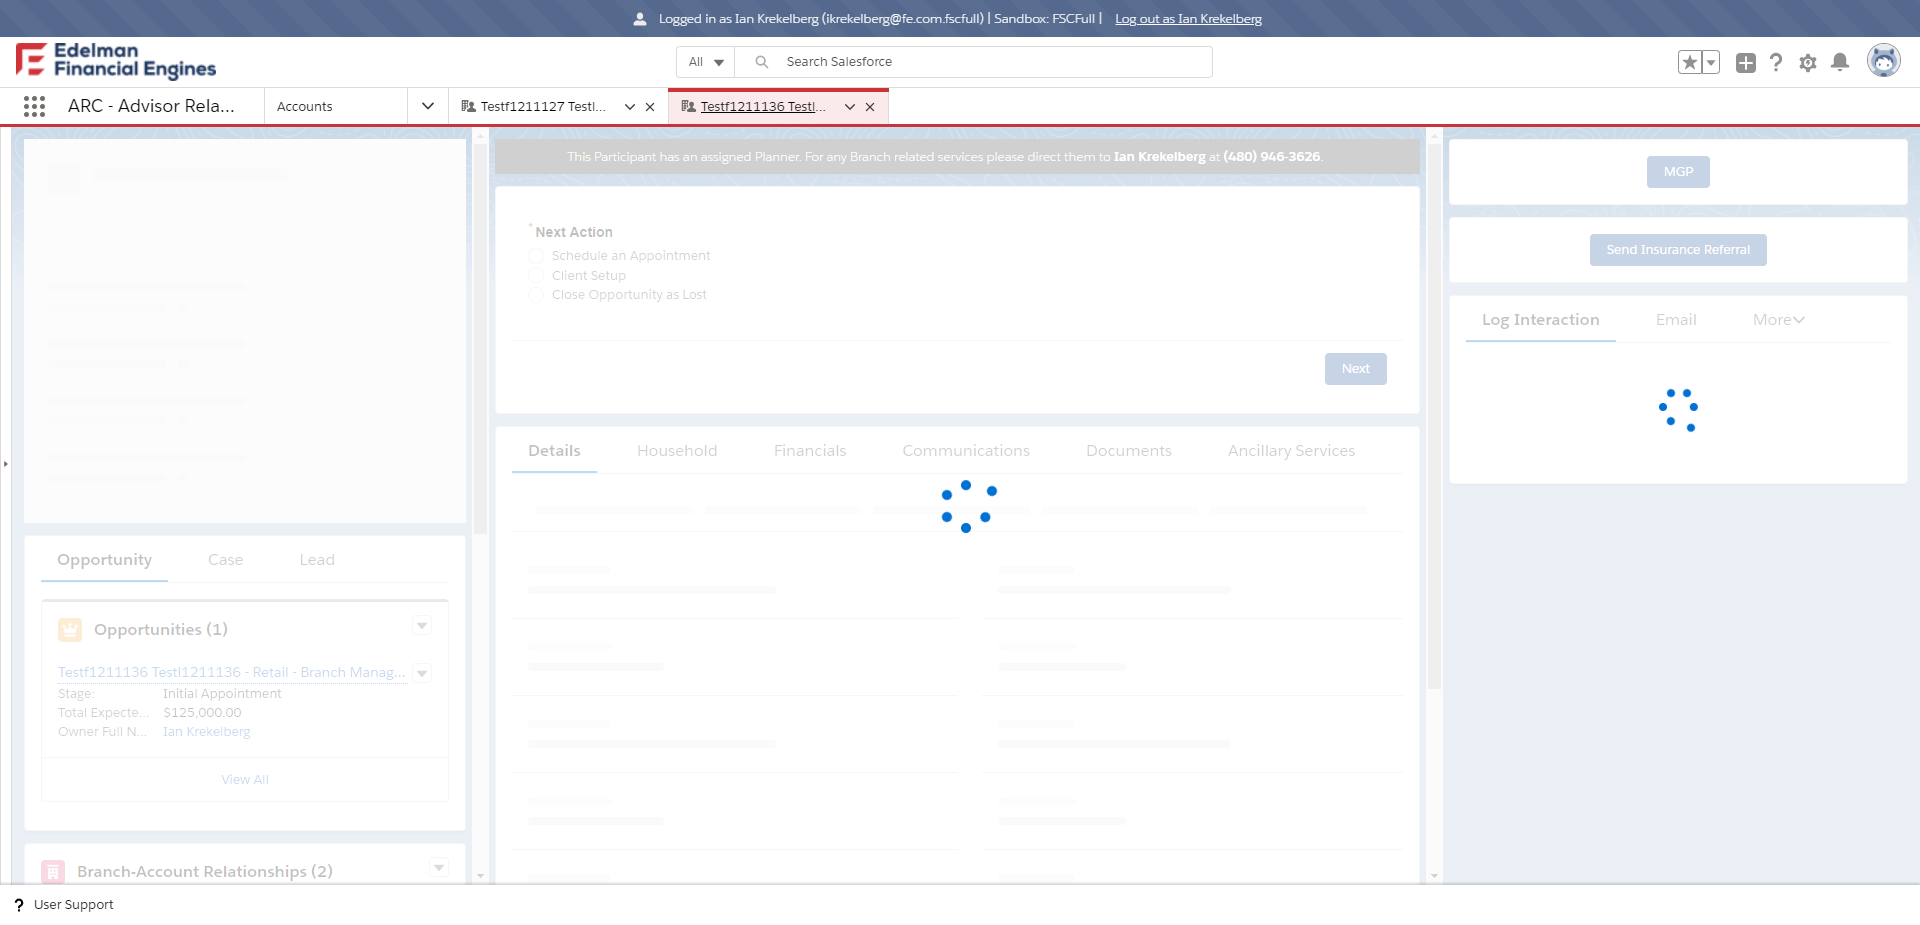 Logged in as Ian Krekelberg (ikrekelberg@fe.com.fscfull) | Sandbox: FSCFull | Log out as Ian Krekelberg
Edelman
Financial Engines
All
Search Salesforce
ARC - Advisor Rela...
Accounts
Testf1211127 Testl...
Testf1211136 Testl...
This Participant has an assigned Planner. For any Branch related services please direct them to Ian Krekelberg at (480) 946-3626.
*Next Action
Schedule an Appointment
Client Setup
Close Opportunity as Lost
Next
MGP
Send Insurance Referral
Log Interaction
Email
More
Details
Household
Financials
Communications
Documents
Ancillary Services
Opportunity
Case
Lead
Opportunities (1)
Testf1211136 Testl1211136 - Retail - Branch Manag...
Stage: Initial Appointment
Total Expecte... $125,000.00
Owner Full N... Ian Krekelberg
View All
Branch-Account Relationships (2)
? User Support